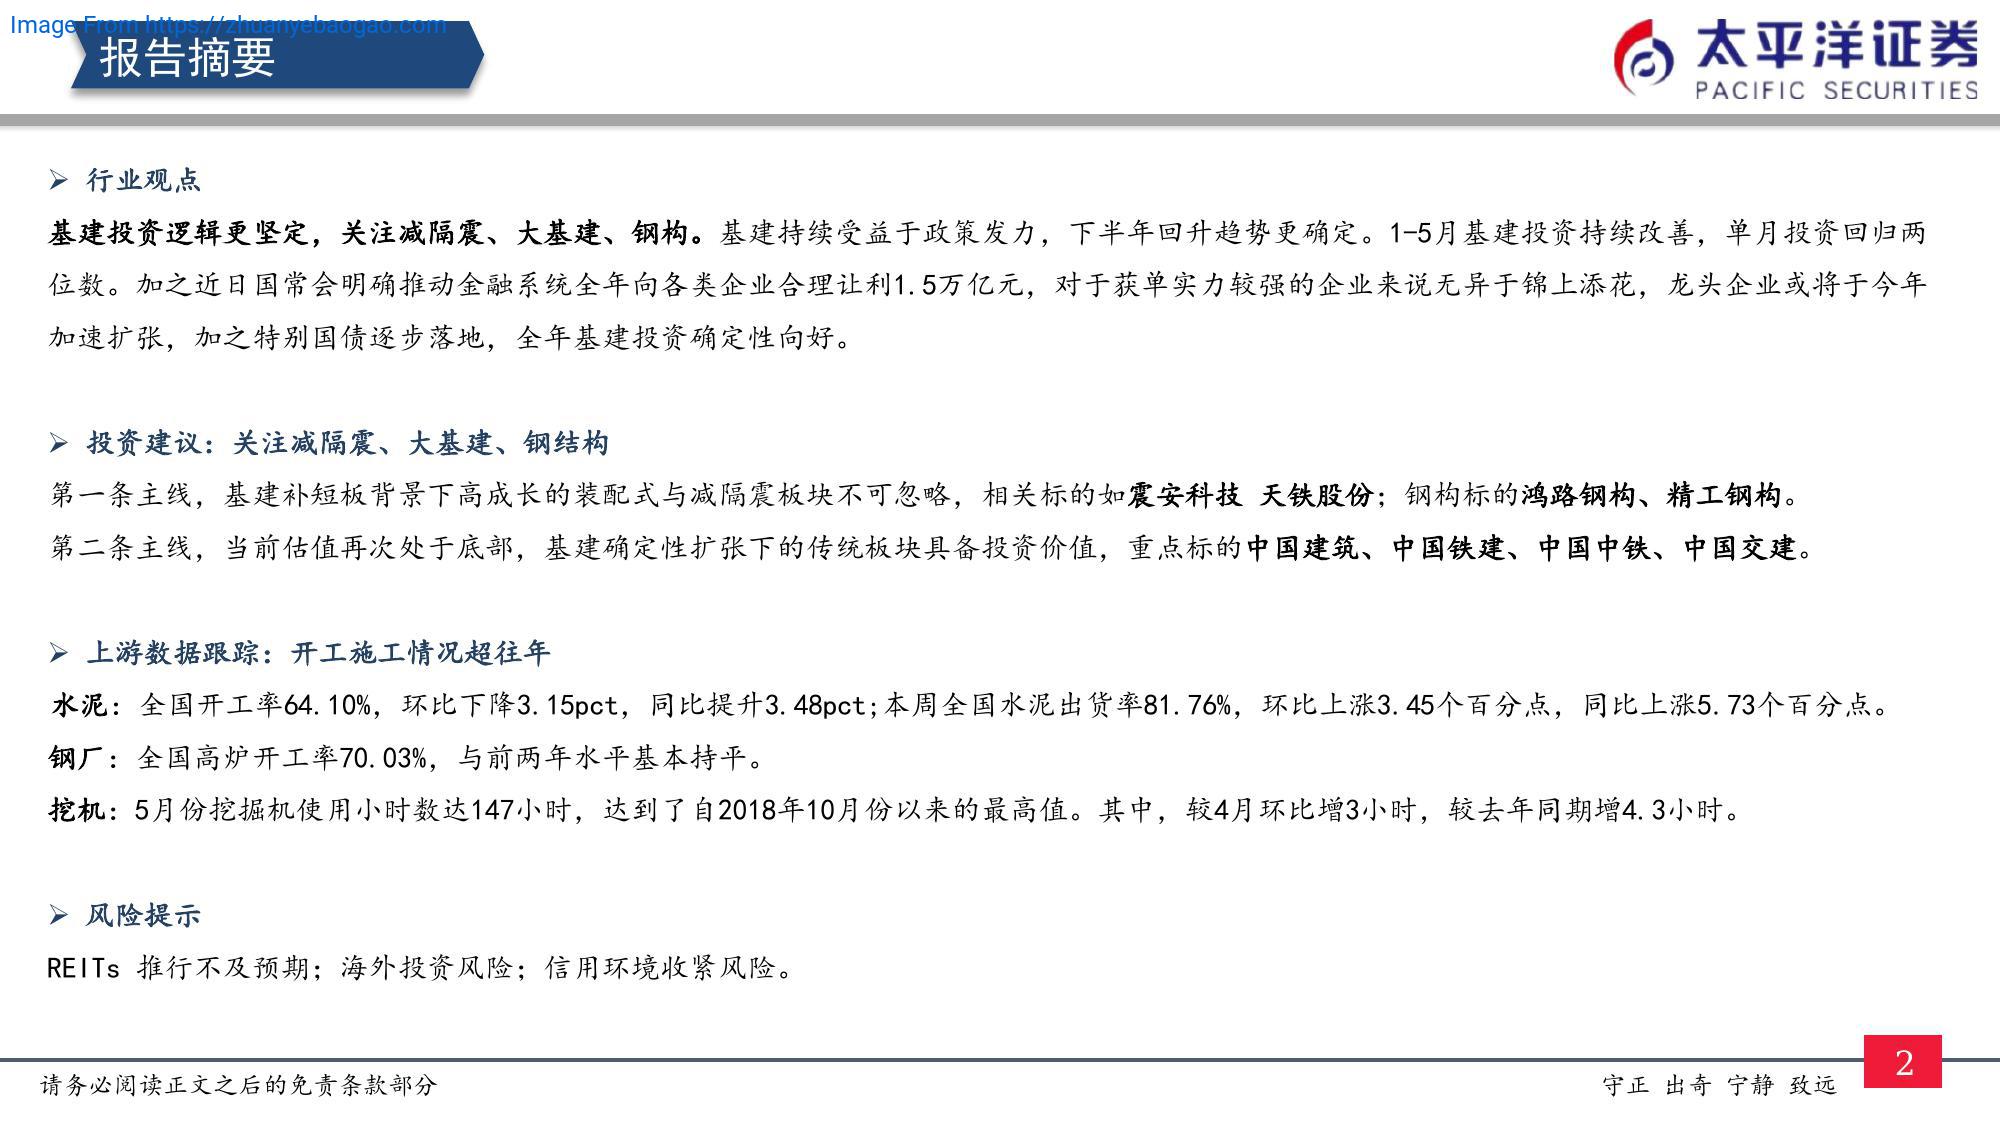 Image From https://zhuanyebaogao.com
报告摘要
太平洋证券
PACIFIC SECURITIES
行业观点
基建投资逻辑更坚定，关注减隔震、大基建、钢构。基建持续受益于政策发力，下半年回升趋势更确定。1-5月基建投资持续改善，单月投资回归两
位数。加之近日国常会明确推动金融系统全年向各类企业合理让利1.5万亿元，对于获单实力较强的企业来说无异于锦上添花，龙头企业或将于今年
加速扩张，加之特别国债逐步落地，全年基建投资确定性向好。
投资建议：关注减隔震、大基建、钢结构
第一条主线，基建补短板背景下高成长的装配式与减隔震板块不可忽略，相关标的如震安科技 天铁股份；钢构标的鸿路钢构、精工钢构。
第二条主线，当前估值再次处于底部，基建确定性扩张下的传统板块具备投资价值，重点标的中国建筑、中国铁建、中国中铁、中国交建。
上游数据跟踪：开工施工情况超往年
水泥：全国开工率64.10%，环比下降3.15pct，同比提升3.48pct;本周全国水泥出货率81.76%，环比上涨3.45个百分点，同比上涨5.73个百分点。
钢厂：全国高炉开工率70.03%，与前两年水平基本持平。
挖机：5月份挖掘机使用小时数达147小时，达到了自2018年10月份以来的最高值。其中，较4月环比增3小时，较去年同期增4.3小时。
风险提示
REITs 推行不及预期；海外投资风险；信用环境收紧风险。
请务必阅读正文之后的免责条款部分
守正 出奇 宁静 致远
2